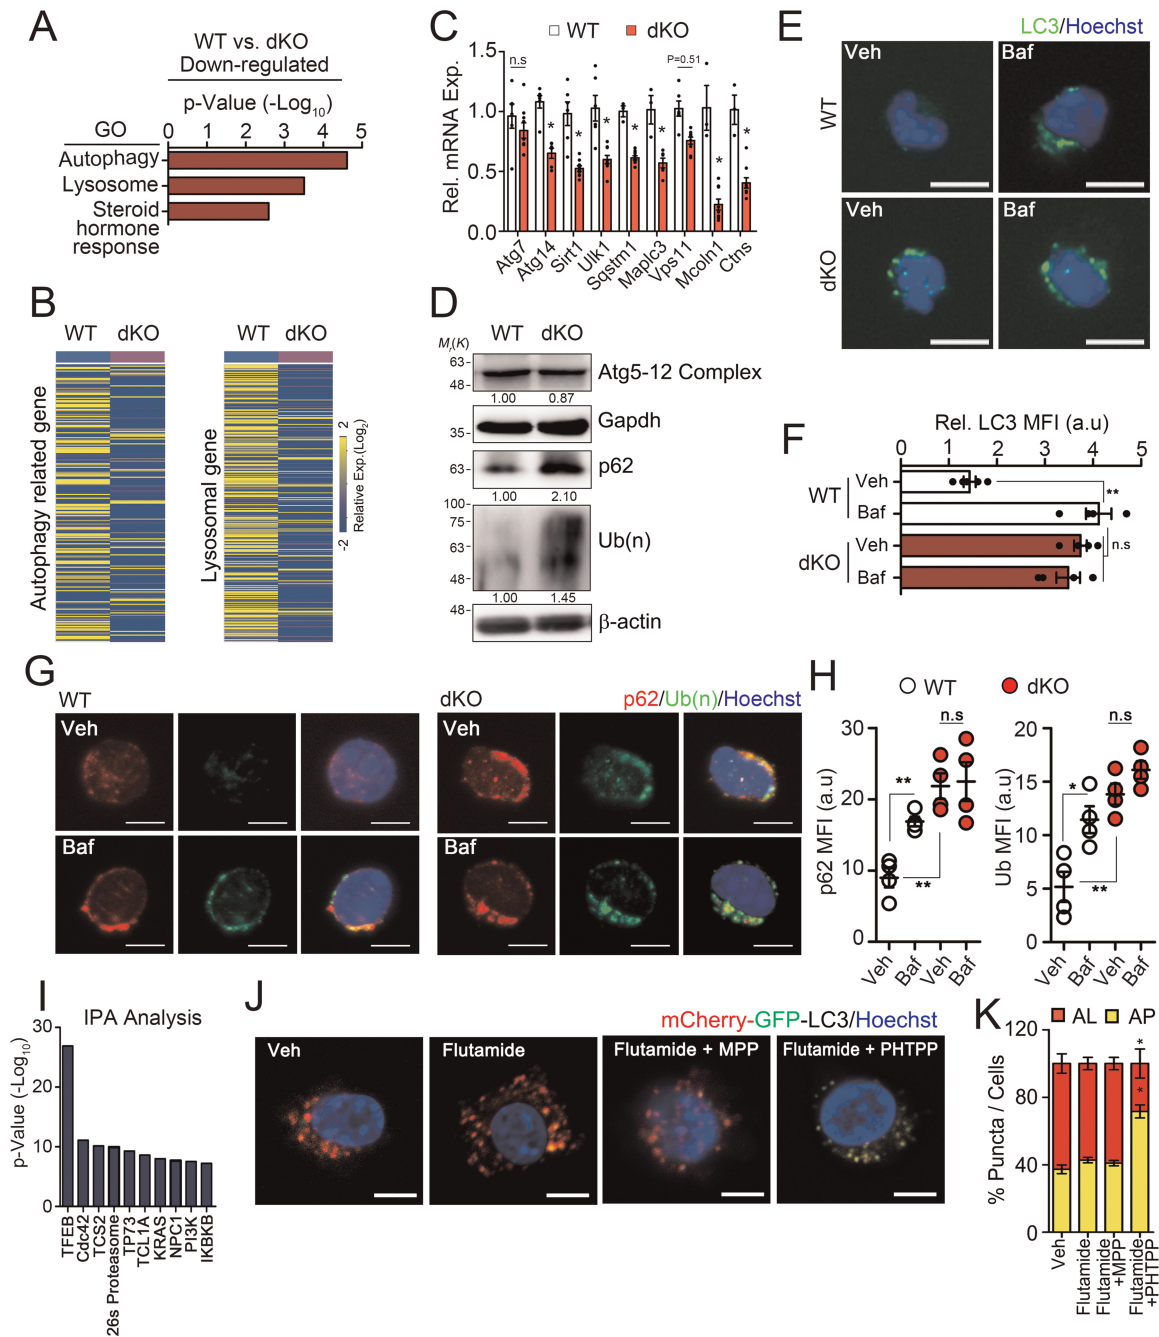 A
WT vs. dKO
Down-regulated
p-Value (-Log10)
GO
0 1 2 3 4 5
Autophagy
Lysosome
Steroid
hormone
response
B
WT dKO
WT dKO
Autophagy related gene
Lysosomal gene
-2 2
Relative Exp.(Log2)
C
WT dKO
Rel. mRNA Exp.
1.5
1.0
0.5
0.0
n.s
*
*
*
*
*
P=0.51
*
*
Atg7
Atg14
Sirt1
Ulk1
Sqstm1
Maplc3
Vps11
Mcoln1
Ctns
D
Mr(K)
WT dKO
63
48
Atg5-12 Complex
1.00 0.87
35
Gapdh
63
p62
1.00 2.10
100
75
63
48
Ub(n)
1.00 1.45
48
β-actin
E
LC3/Hoechst
WT
Veh
Baf
dKO
Veh
Baf
F
Rel. LC3 MFI (a.u)
0 1 2 3 4 5
WT
Veh
Baf
dKO
Veh
Baf
**
n.s
G
WT
dKO
p62/Ub(n)/Hoechst
Veh
Veh
Baf
Baf
H
WT dKO
p62 MFI (a.u)
30
20
10
0
**
**
n.s
Veh
Baf
Veh
Baf
Ub MFI (a.u)
20
15
10
5
0
*
**
n.s
Veh
Baf
Veh
Baf
I
IPA Analysis
p-Value (-Log10)
30
20
10
0
TFEB
Cdc42
TCS2
26s Proteasome
TP73
TCL1A
KRAS
NPC1
PI3K
IKBKB
J
mCherry-GFP-LC3/Hoechst
Veh
Flutamide
Flutamide + MPP
Flutamide + PHTPP
K
AL AP
% Puncta / Cells
120
80
40
0
*
*
Veh
Flutamide
Flutamide
+MPP
Flutamide
+PHTPP